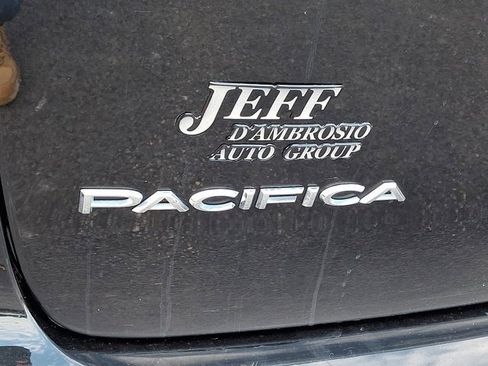 JEFF
D'AMBROSIO
AUTO GROUP
PACIFICA